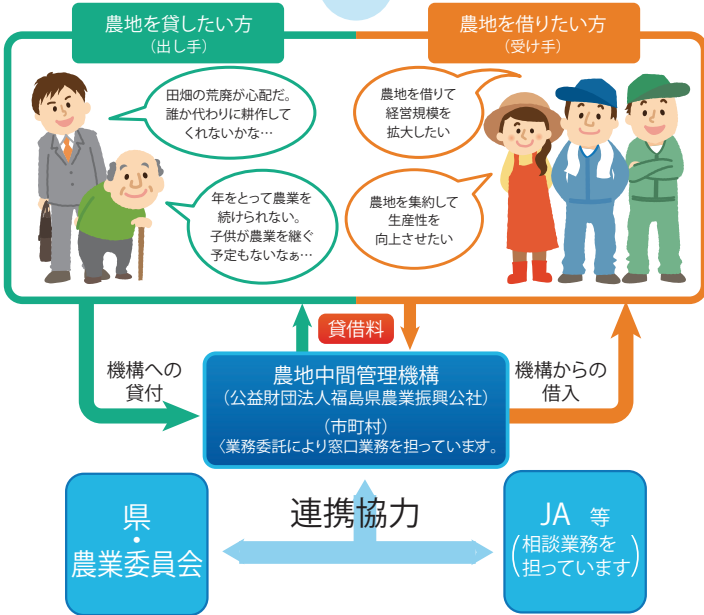 農地を貸したい方
（出し手）
農地を借りたい方
（受け手）
田畑の荒廃が心配だ。
誰か代わりに耕作して
くれないかな…
農地を借りて
経営規模を
拡大したい
年をとって農業を
続けられない。
子供が農業を継ぐ
予定もないなぁ…
農地を集約して
生産性を
向上させたい
賃借料
機構への
貸付
農地中間管理機構
（公益財団法人福島県農業振興公社）
（市町村）
〈業務委託により窓口業務を担っています。
機構からの
借入
県
・
農業委員会
連携協力
JA 等
（相談業務を
担っています）